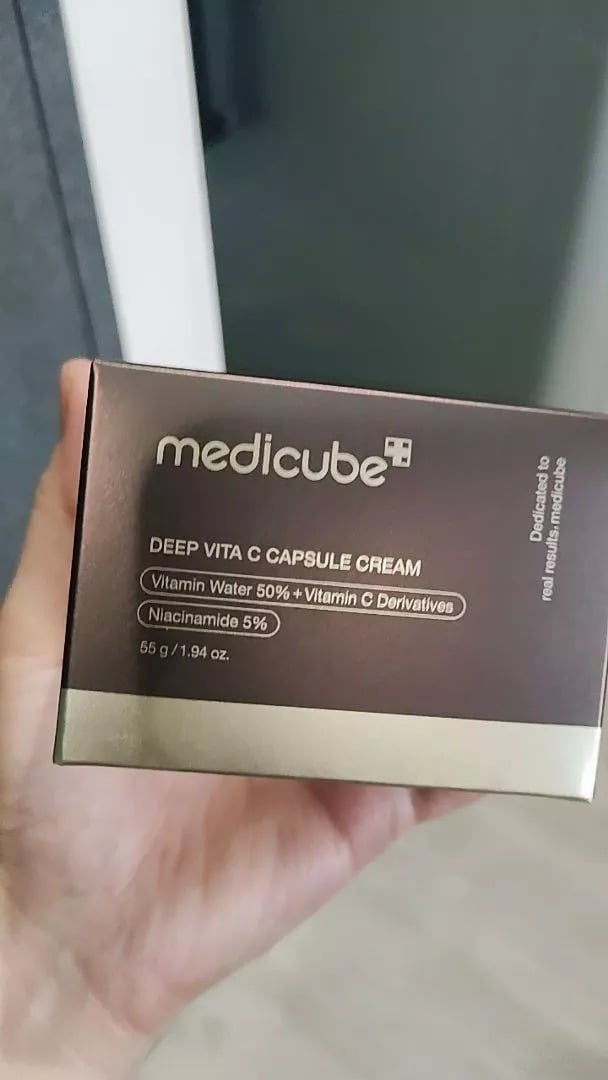 medicube
DEEP VITA C CAPSULE CREAM
Vitamin Water 50% + Vitamin C Derivatives
Niacinamide 5%
55 g / 1.94 oz.
Dedicated to
real results, medicube